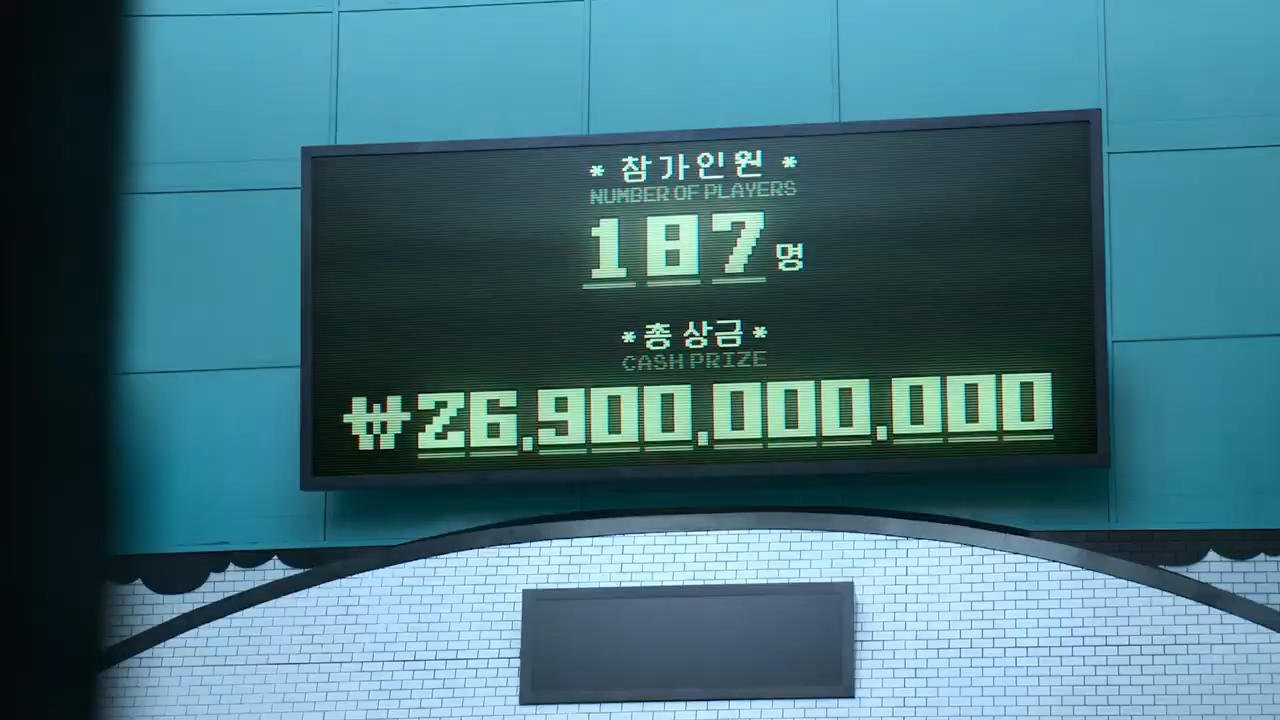 * 참가인원 *
NUMBER OF PLAYERS
187 명
* 총 상금 *
CASH PRIZE
₩26,900,000,000